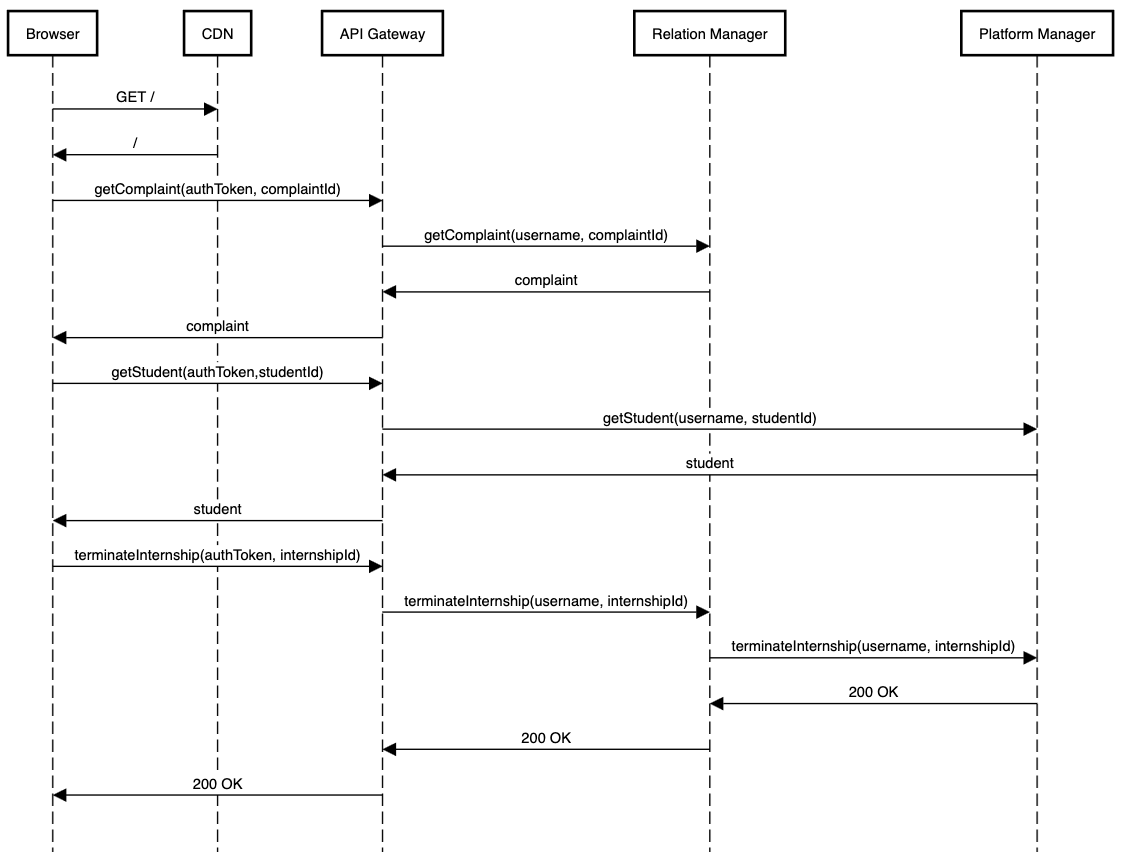 Browser
CDN
API Gateway
Relation Manager
Platform Manager
GET /
/
getComplaint(authToken, complaintId)
getComplaint(username, complaintId)
complaint
complaint
getStudent(authToken,studentId)
getStudent(username, studentId)
student
student
terminateInternship(authToken, internshipId)
terminateInternship(username, internshipId)
terminateInternship(username, internshipId)
200 OK
200 OK
200 OK